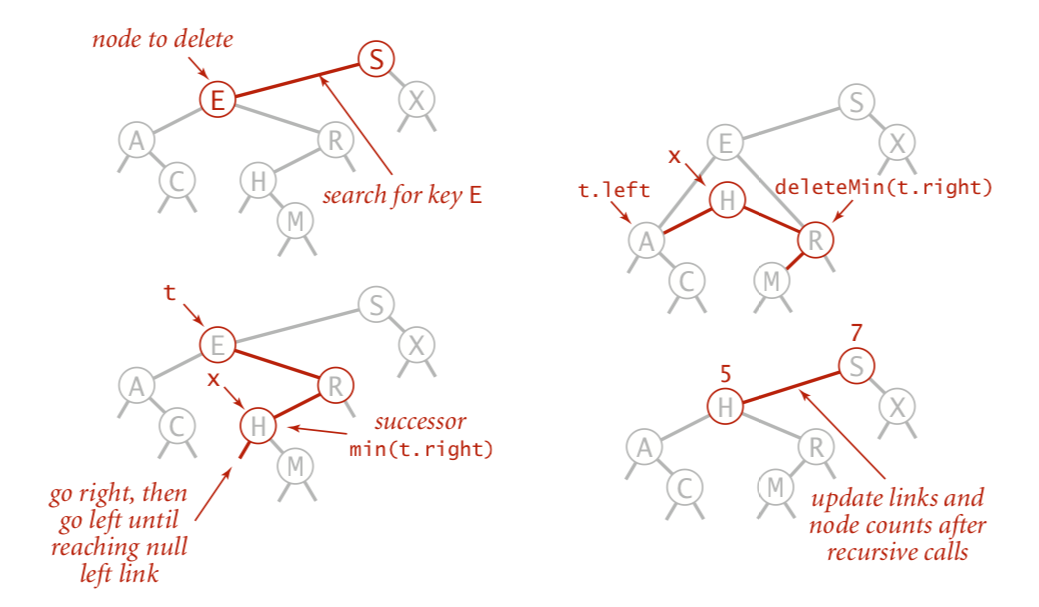 node to delete
S
E
X
A
R
C
H
search for key E
M
t
S
E
X
A
x
R
C
H
successor
min(t.right)
M
go right, then
go left until
reaching null
left link
S
E
X
x
t.left
deleteMin(t.right)
H
A
R
C
M
7
5
S
H
X
A
R
C
M
update links and
node counts after
recursive calls